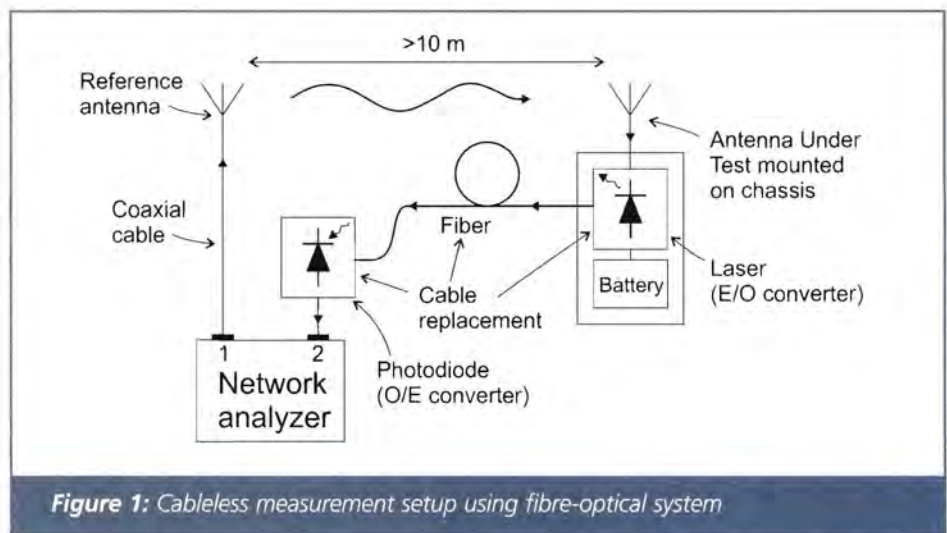 >10 m
Reference
antenna
Antenna Under
Test mounted
on chassis
Coaxial
cable
Fiber
Battery
Laser
(E/O converter)
Cable
replacement
1
2
Photodiode
(O/E converter)
Network
analyzer
Figure 1: Cableless measurement setup using fibre-optical system